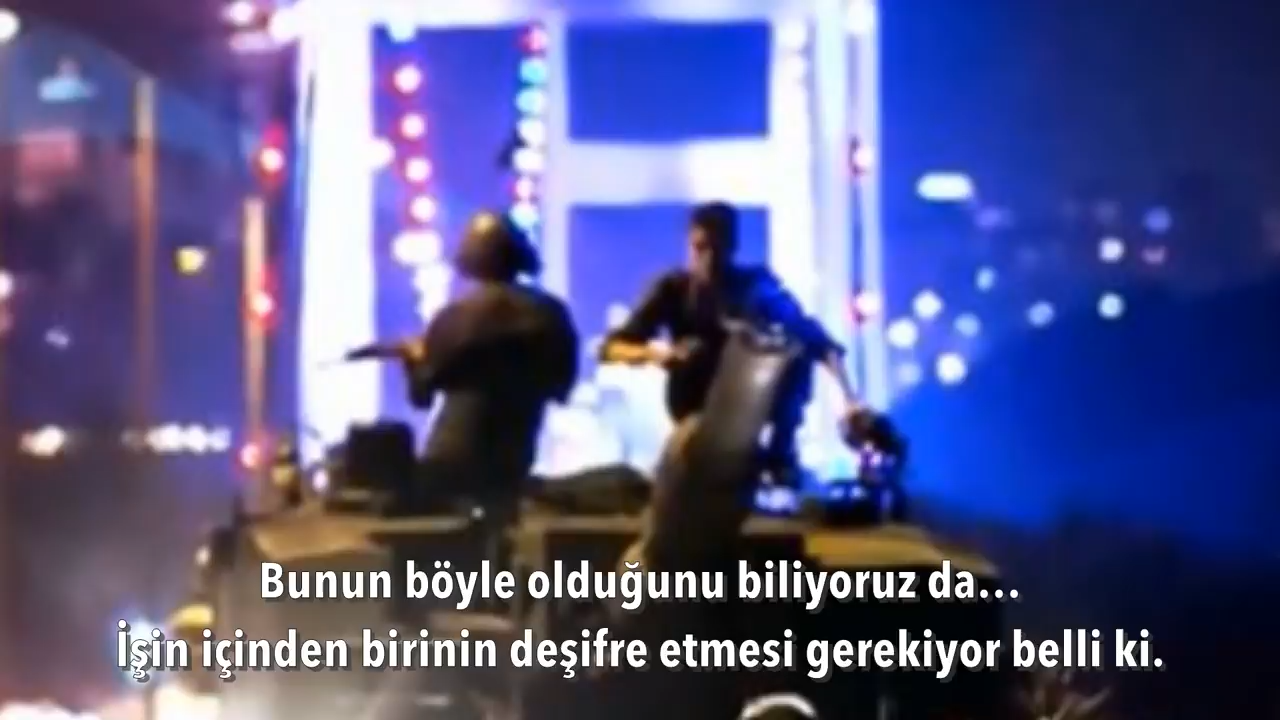 Bunun böyle olduğunu biliyoruz da...
İşin içinden birinin deşifre etmesi gerekiyor belli ki.